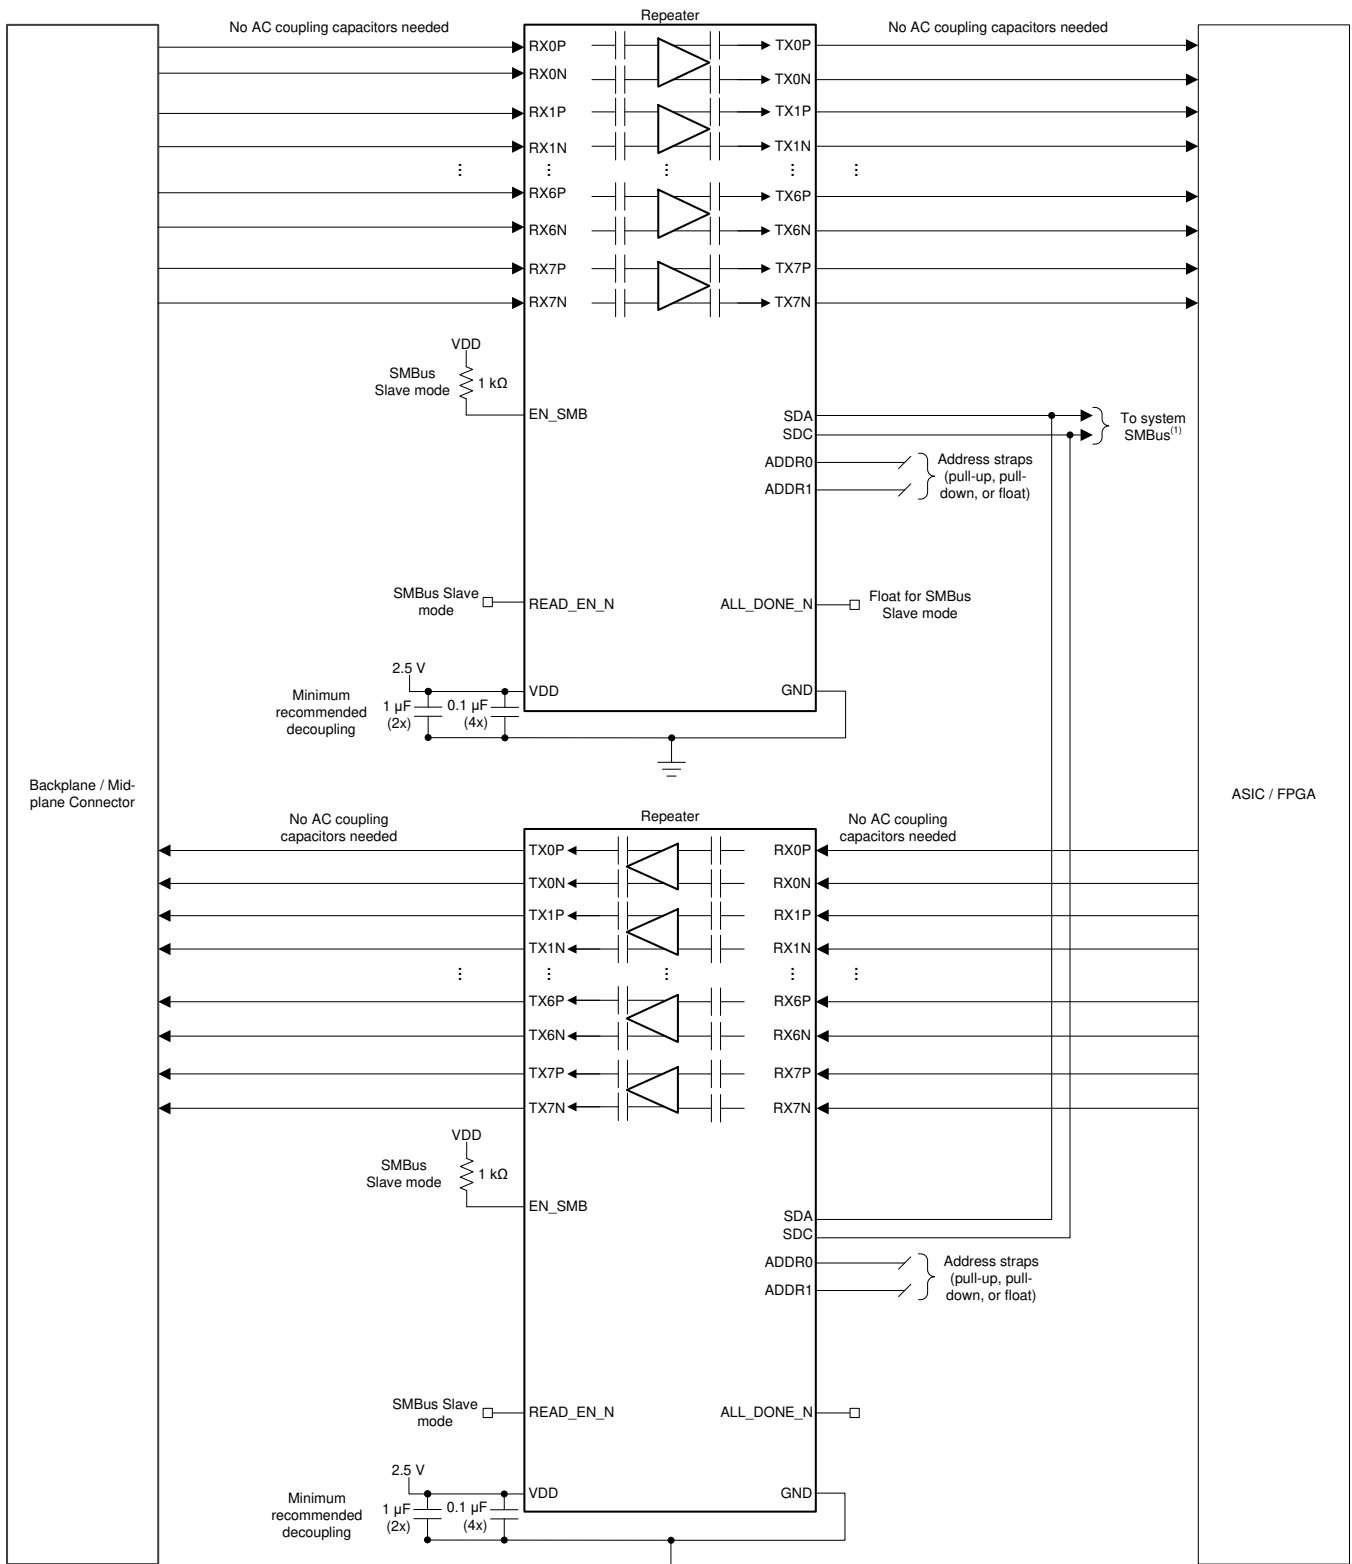 Repeater
No AC coupling capacitors needed
No AC coupling capacitors needed
RX0P
TX0P
RX0N
TX0N
RX1P
TX1P
RX1N
TX1N
... ... ... ... ...
RX6P
TX6P
RX6N
TX6N
RX7P
TX7P
RX7N
TX7N
VDD
SMBus
Slave mode
1 kΩ
EN_SMB
SDA
SDC
To system
SMBus(1)
ADDR0
ADDR1
Address straps
(pull-up, pull-
down, or float)
SMBus Slave
mode
READ_EN_N
ALL_DONE_N
Float for SMBus
Slave mode
2.5 V
VDD
GND
Minimum
recommended
decoupling
1 µF
(2x)
0.1 µF
(4x)
Backplane / Mid-
plane Connector
ASIC / FPGA
Repeater
No AC coupling
capacitors needed
No AC coupling
capacitors needed
TX0P
RX0P
TX0N
RX0N
TX1P
RX1P
TX1N
RX1N
... ... ... ... ...
TX6P
RX6P
TX6N
RX6N
TX7P
RX7P
TX7N
RX7N
VDD
SMBus
Slave mode
1 kΩ
EN_SMB
SDA
SDC
ADDR0
ADDR1
Address straps
(pull-up, pull-
down, or float)
SMBus Slave
mode
READ_EN_N
ALL_DONE_N
2.5 V
VDD
GND
Minimum
recommended
decoupling
1 µF
(2x)
0.1 µF
(4x)